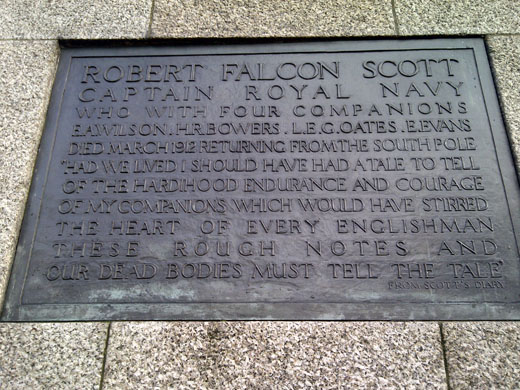 ROBERT FALCON SCOTT
CAPTAIN ROYAL NAVY
WHO WITH FOUR COMPANIONS
E.A.WILSON . H.R.BOWERS . L.E.G.OATES . E.EVANS
DIED MARCH 1912 RETURNING FROM THE SOUTH POLE
'HAD WE LIVED I SHOULD HAVE HAD A TALE TO TELL
OF THE HARDIHOOD ENDURANCE AND COURAGE
OF MY COMPANIONS WHICH WOULD HAVE STIRRED
THE HEART OF EVERY ENGLISHMAN
THESE ROUGH NOTES AND
OUR DEAD BODIES MUST TELL THE TALE'
FROM SCOTT'S DIARY